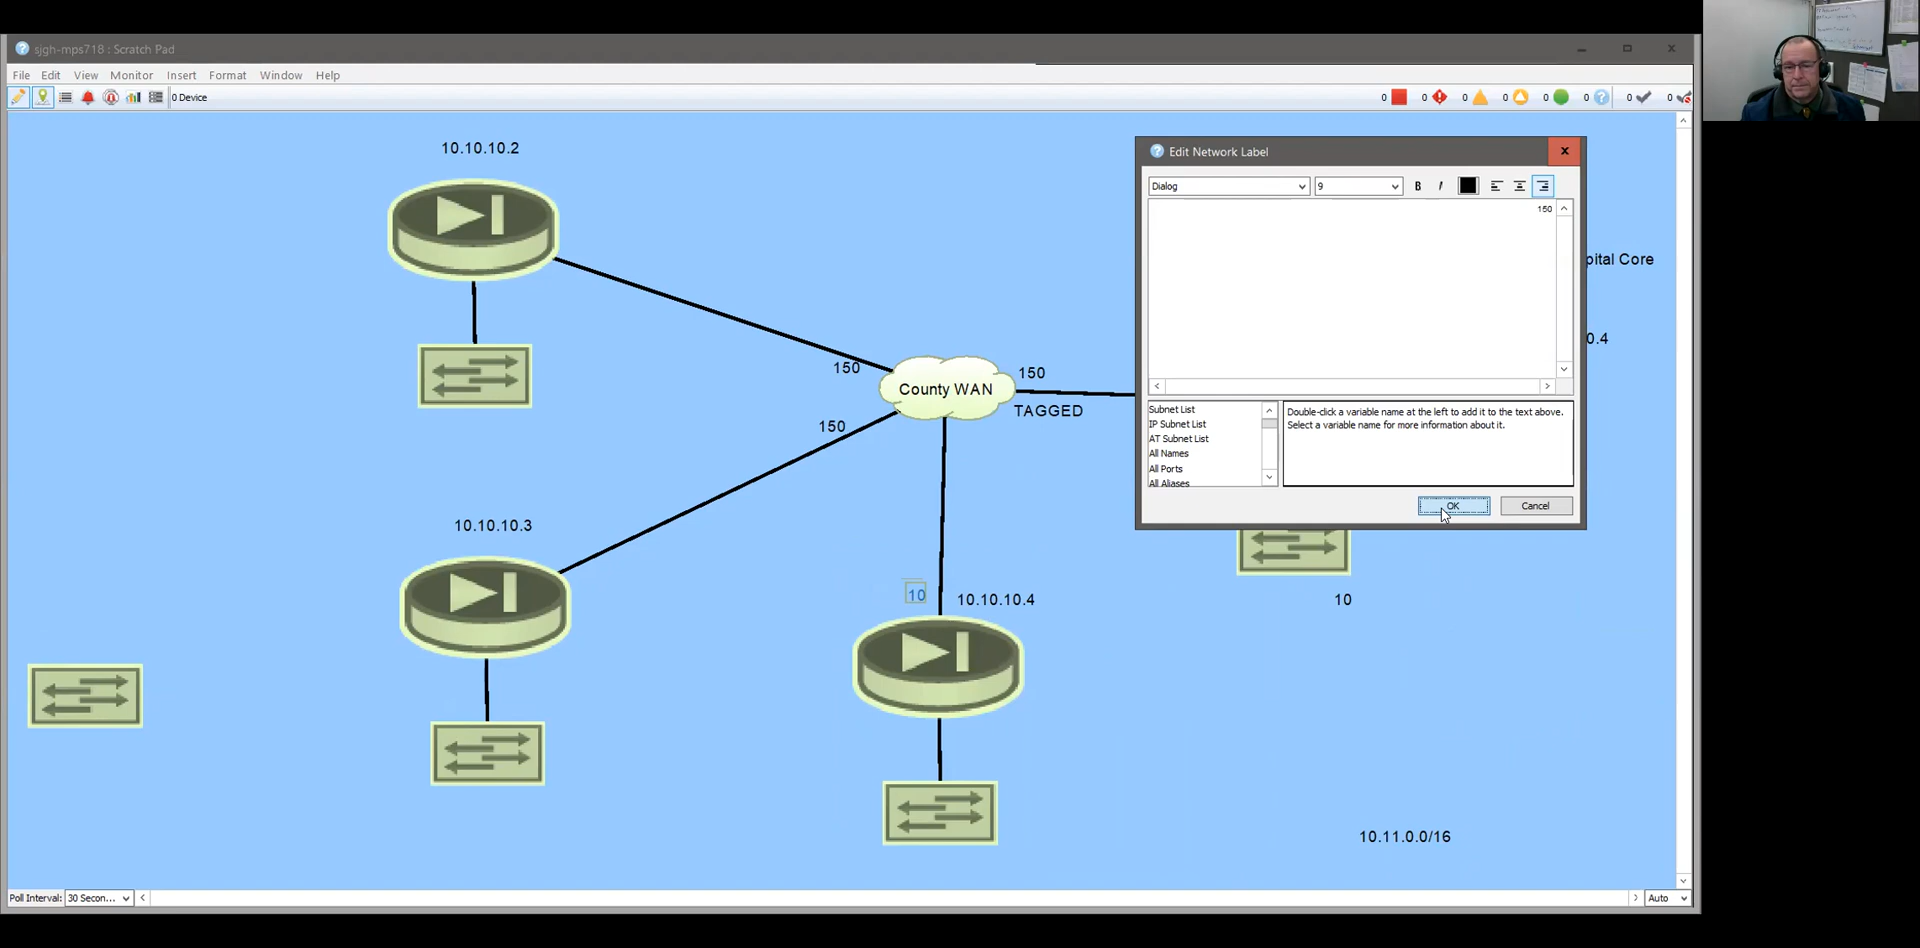 sjgh-mps718 : Scratch Pad
File Edit View Monitor Insert Format Window Help
0 Device
0 0 0 0 0 0 0 0
10.10.10.2
Edit Network Label
Dialog
9
B I
150
pital Core
0.4
150
County WAN
150
TAGGED
150
Subnet List
IP Subnet List
AT Subnet List
All Names
All Ports
All Aliases
Double-click a variable name at the left to add it to the text above.
Select a variable name for more information about it.
OK
Cancel
10.10.10.3
10
10.10.10.4
10
10.11.0.0/16
Poll Interval: 30 Secon...
Auto